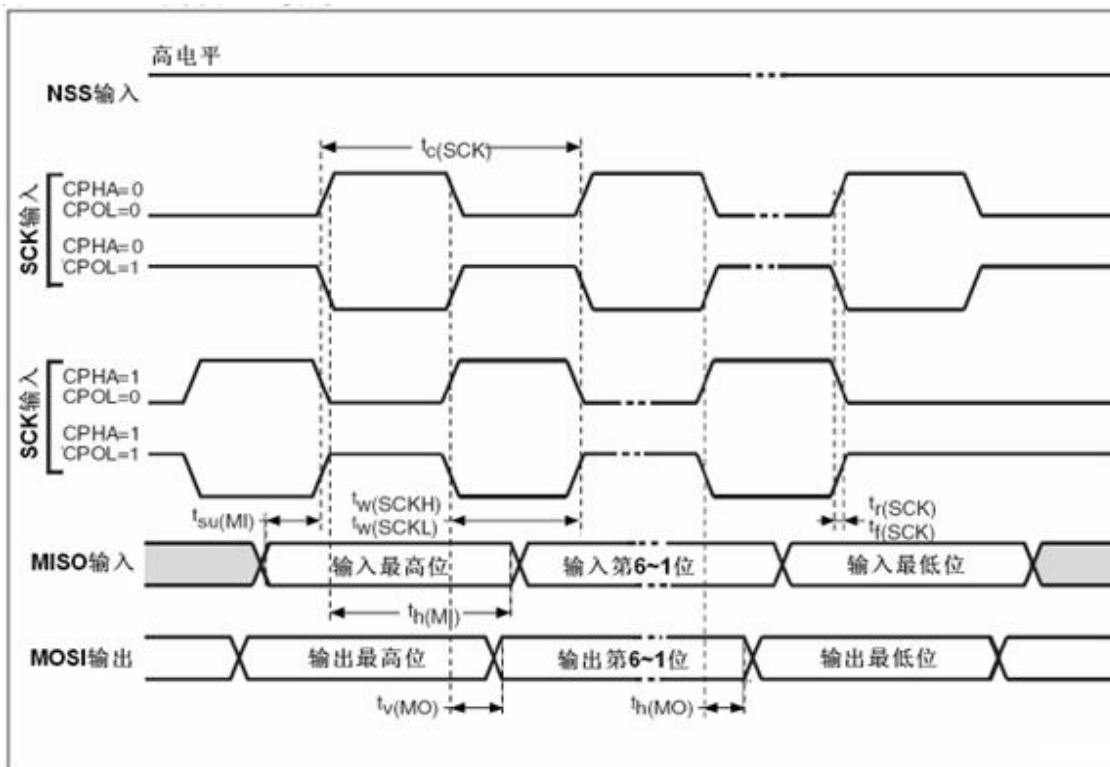 高电平
NSS输入
tc(SCK)
SCK输入
CPHA=0
CPOL=0
CPHA=0
CPOL=1
SCK输入
CPHA=1
CPOL=0
CPHA=1
CPOL=1
tsu(MI)
tw(SCKH)
tw(SCKL)
tr(SCK)
tf(SCK)
MISO输入
输入最高位
输入第6~1位
输入最低位
th(MI)
MOSI输出
输出最高位
输出第6~1位
输出最低位
tv(MO)
th(MO)